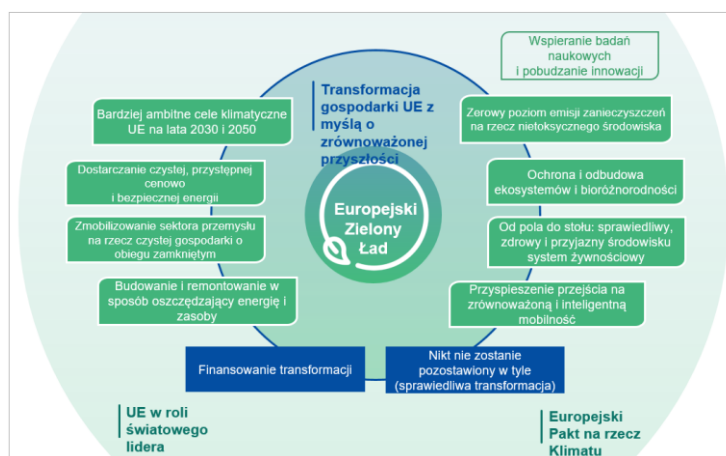 Wspieranie badań
naukowych
i pobudzanie innowacji
Transformacja
gospodarki UE z
myślą o
zrównoważonej
przyszłości
Bardziej ambitne cele klimatyczne
UE na lata 2030 i 2050
Zerowy poziom emisji zanieczyszczeń
na rzecz nietoksycznego środowiska
Dostarczanie czystej, przystępnej
cenowo
i bezpiecznej energii
Ochrona i odbudowa
ekosystemów i bioróżnorodności
Europejski
Zielony
Ład
Zmobilizowanie sektora przemysłu
na rzecz czystej gospodarki o
obiegu zamkniętym
Od pola do stołu: sprawiedliwy,
zdrowy i przyjazny środowisku
system żywnościowy
Budowanie i remontowanie w
sposób oszczędzający energię i
zasoby
Przyspieszenie przejścia na
zrównoważoną i inteligentną
mobilność
Finansowanie transformacji
Nikt nie zostanie
pozostawiony w tyle
(sprawiedliwa transformacja)
UE w roli
światowego
lidera
Europejski
Pakt na rzecz
Klimatu